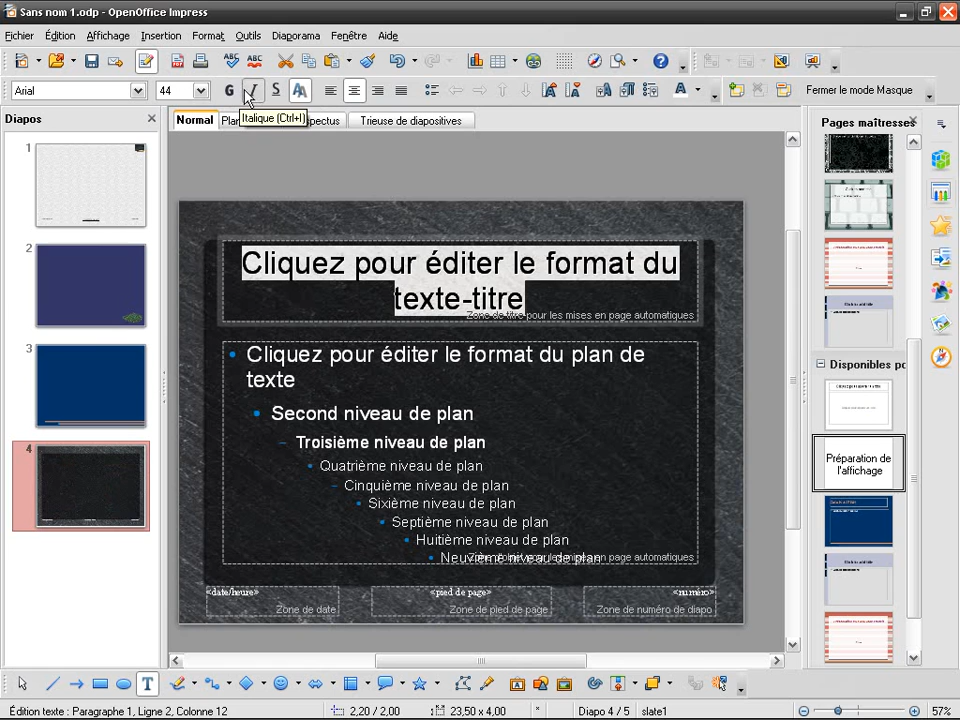 Sans nom 1.odp - OpenOffice Impress
Fichier Édition Affichage Insertion Format Outils Diaporama Fenêtre Aide
Arial 44 G I S A Fermer le mode Masque
Diapos Normal Plan spectus Trieuse de diapositives Pages maîtresses
Italique (Ctrl+I)
1
2
3
4
Cliquez pour éditer le format du
texte-titre
Zone de titre pour les mises en page automatiques
Cliquez pour éditer le format du plan de
texte
Second niveau de plan
Troisième niveau de plan
Quatrième niveau de plan
Cinquième niveau de plan
Sixième niveau de plan
Septième niveau de plan
Huitième niveau de plan
Neuvième niveau de plan
<date/heure> <pied de page> <numéro>
Zone de date Zone de pied de page Zone de numéro de diapo
Disponibles po
Préparation de
l'affichage
Édition texte : Paragraphe 1, Ligne 2, Colonne 12 2,20 / 2,00 23,50 x 4,00 * Diapo 4 / 5 slate1 57%